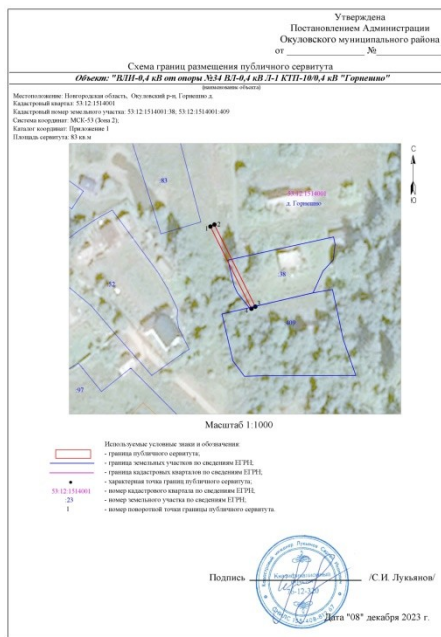 Утверждена
Постановлением Администрации
Окуловского муниципального района
от ____________ №____________
Схема границ размещения публичного сервитута
Объект: "ВЛИ-0,4 кВ от опоры №34 ВЛ-0,4 кВ Л-1 КТП-10/0,4 кВ "Горнешно"
(наименование объекта)
Местоположение: Новгородская область, Окуловский р-н, Горнешно д.
Кадастровый квартал: 53:12:1514001
Кадастровый номер земельного участка: 53:12:1514001:38; 53:12:1514001:409
Система координат: МСК-53 (Зона 2);
Каталог координат: Приложение 1
Площадь сервитута: 83 кв.м
С
Ю
:83
53:12:1514001
д. Горнешно
1 2
:38
:97
Масштаб 1:1000
Используемые условные знаки и обозначения:
- граница публичного сервитута;
- граница земельных участков по сведениям ЕГРН;
- граница кадастровых кварталов по сведениям ЕГРН;
- характерная точка границ публичного сервитута;
53:12:1514001 - номер кадастрового квартала по сведениям ЕГРН;
:23 - номер земельного участка по сведениям ЕГРН;
1 - номер поворотной точки границы публичного сервитута.
Подпись /С.И. Лукьянов/
Дата "08" декабря 2023 г.